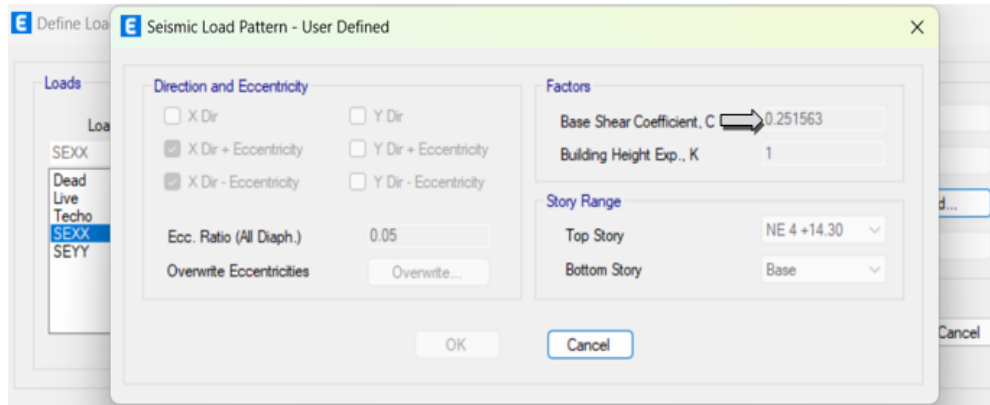 E Define Loa
E Seismic Load Pattern - User Defined
Loads
Loa
SEXX
Dead
Live
Techo
SEXX
SEYY
Direction and Eccentricity
X Dir
Y Dir
X Dir + Eccentricity
Y Dir + Eccentricity
X Dir - Eccentricity
Y Dir - Eccentricity
Ecc. Ratio (All Diaph.)
0.05
Overwrite Eccentricities
Overwrite...
Factors
Base Shear Coefficient, C
0.251563
Building Height Exp., K
1
Story Range
Top Story
NE 4 +14.30
Bottom Story
Base
OK
Cancel
d...
Cancel